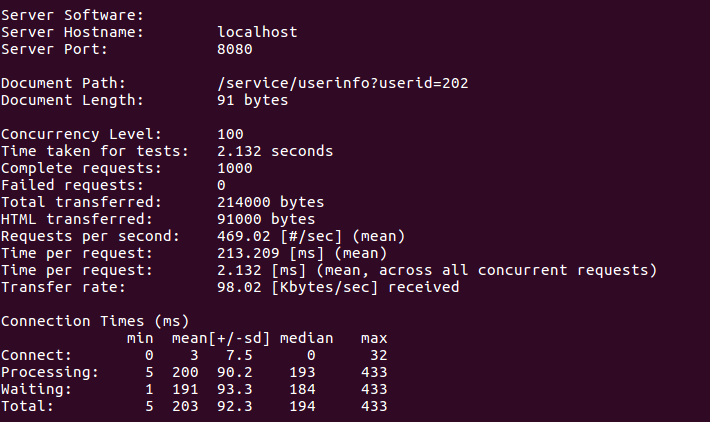 Server Software:
Server Hostname: localhost
Server Port: 8080
Document Path: /service/userinfo?userid=202
Document Length: 91 bytes
Concurrency Level: 100
Time taken for tests: 2.132 seconds
Complete requests: 1000
Failed requests: 0
Total transferred: 214000 bytes
HTML transferred: 91000 bytes
Requests per second: 469.02 [#/sec] (mean)
Time per request: 213.209 [ms] (mean)
Time per request: 2.132 [ms] (mean, across all concurrent requests)
Transfer rate: 98.02 [Kbytes/sec] received
Connection Times (ms)
min mean[+/-sd] median max
Connect: 0 3 7.5 0 32
Processing: 5 200 90.2 193 433
Waiting: 1 191 93.3 184 433
Total: 5 203 92.3 194 433